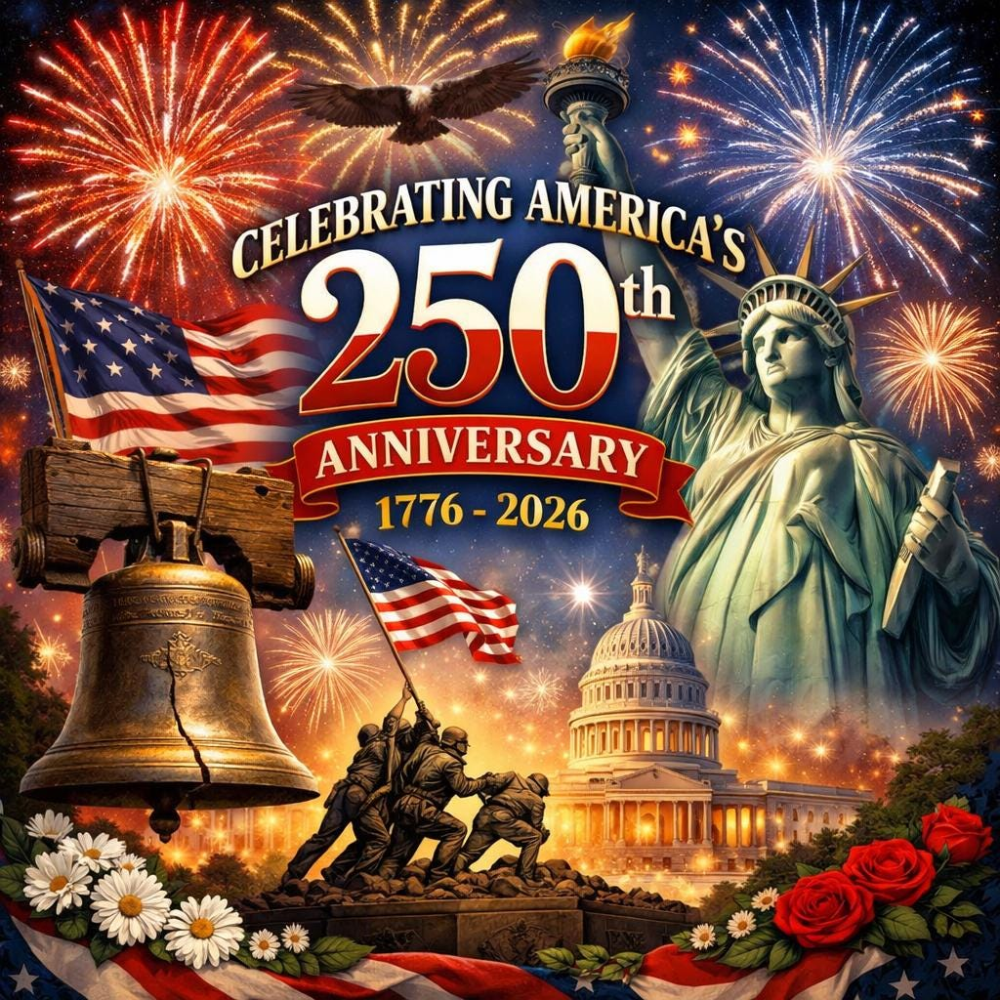 CELEBRATING AMERICA'S
250th
ANNIVERSARY
1776 - 2026